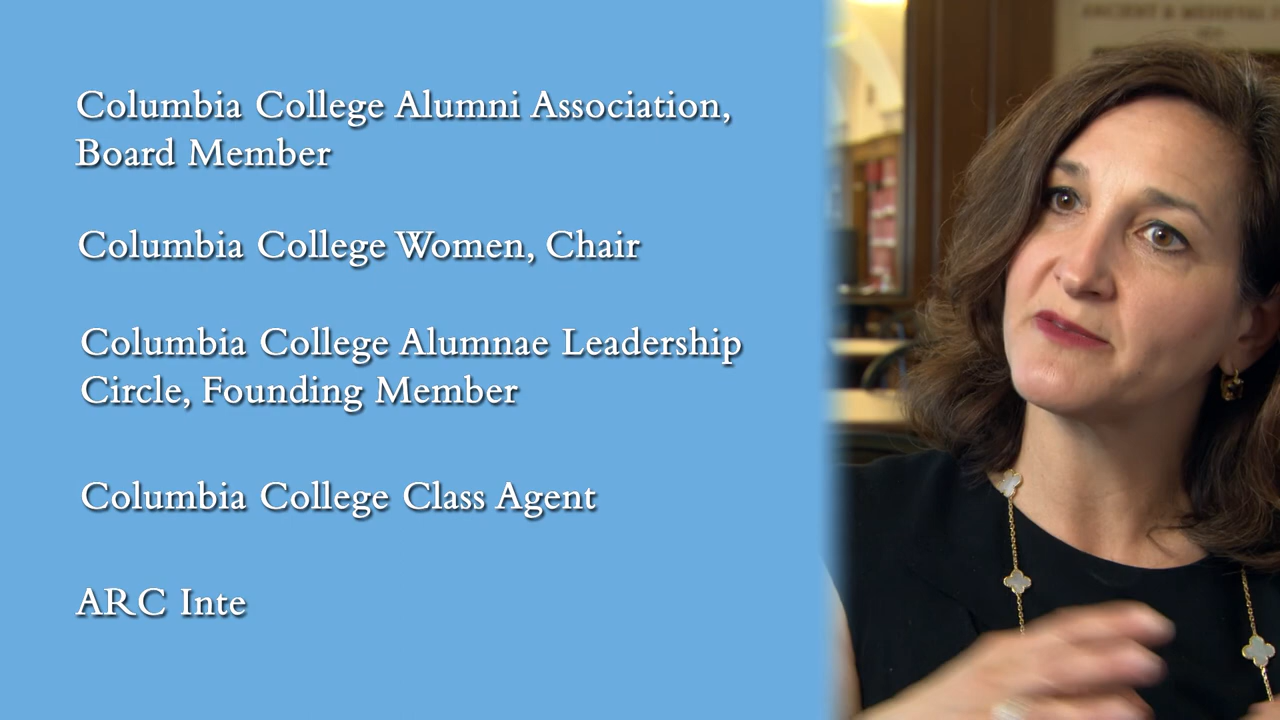 Columbia College Alumni Association,
Board Member
Columbia College Women, Chair
Columbia College Alumnae Leadership
Circle, Founding Member
Columbia College Class Agent
ARC Inte